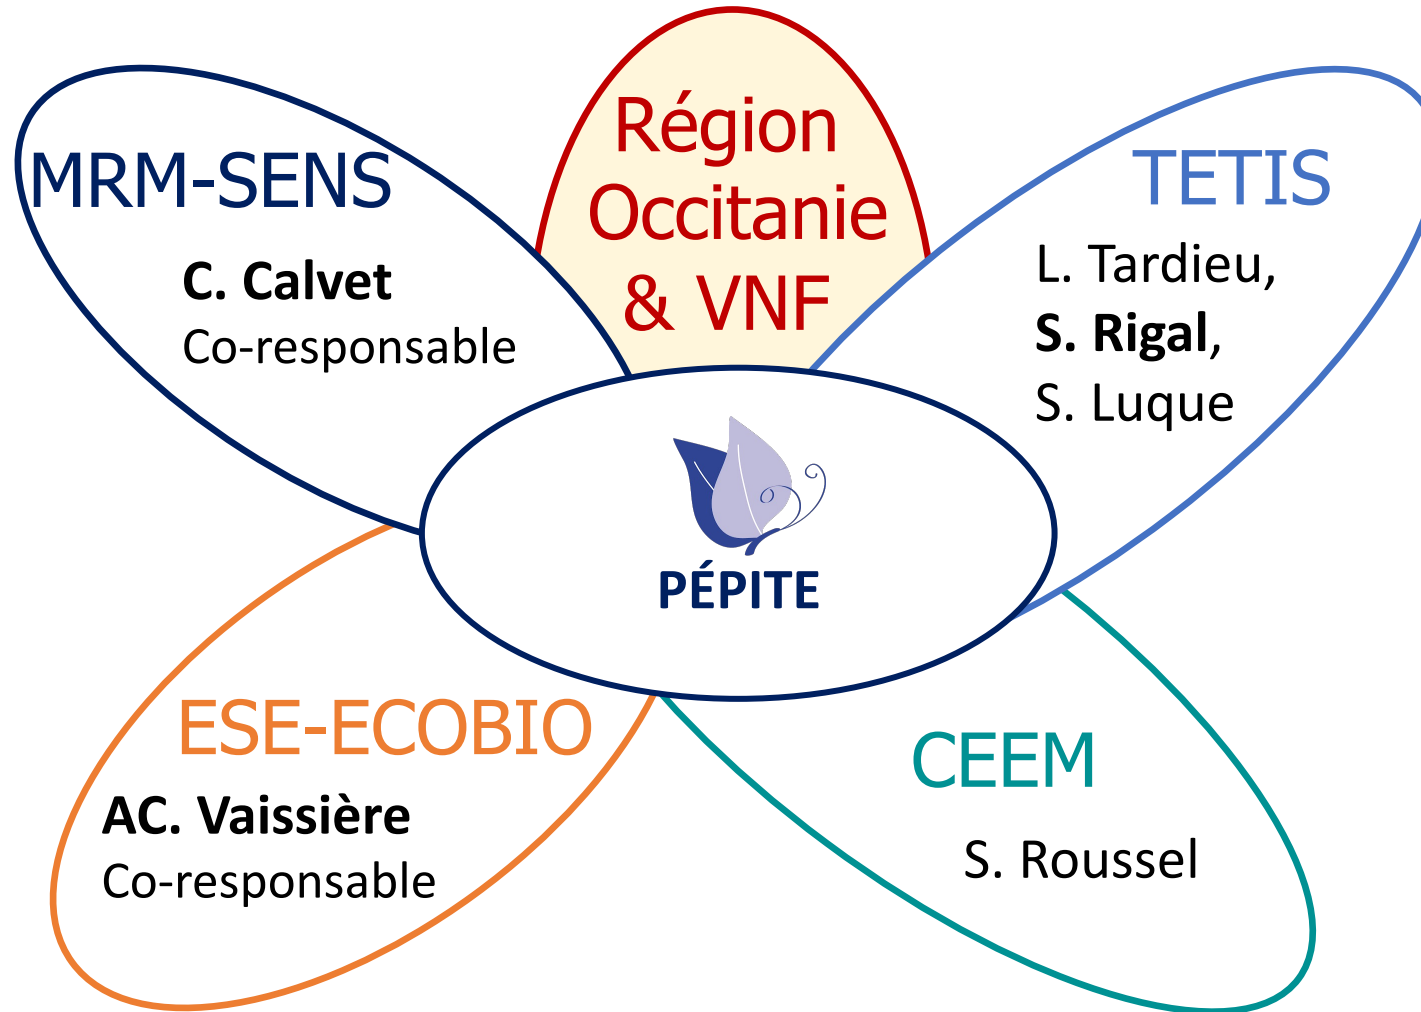 MRM-SENS
C. Calvet
Co-responsable
Région
Occitanie
& VNF
TETIS
L. Tardieu,
S. Rigal,
S. Luque
PÉPITE
ESE-ECOBIO
AC. Vaissière
Co-responsable
CEEM
S. Roussel